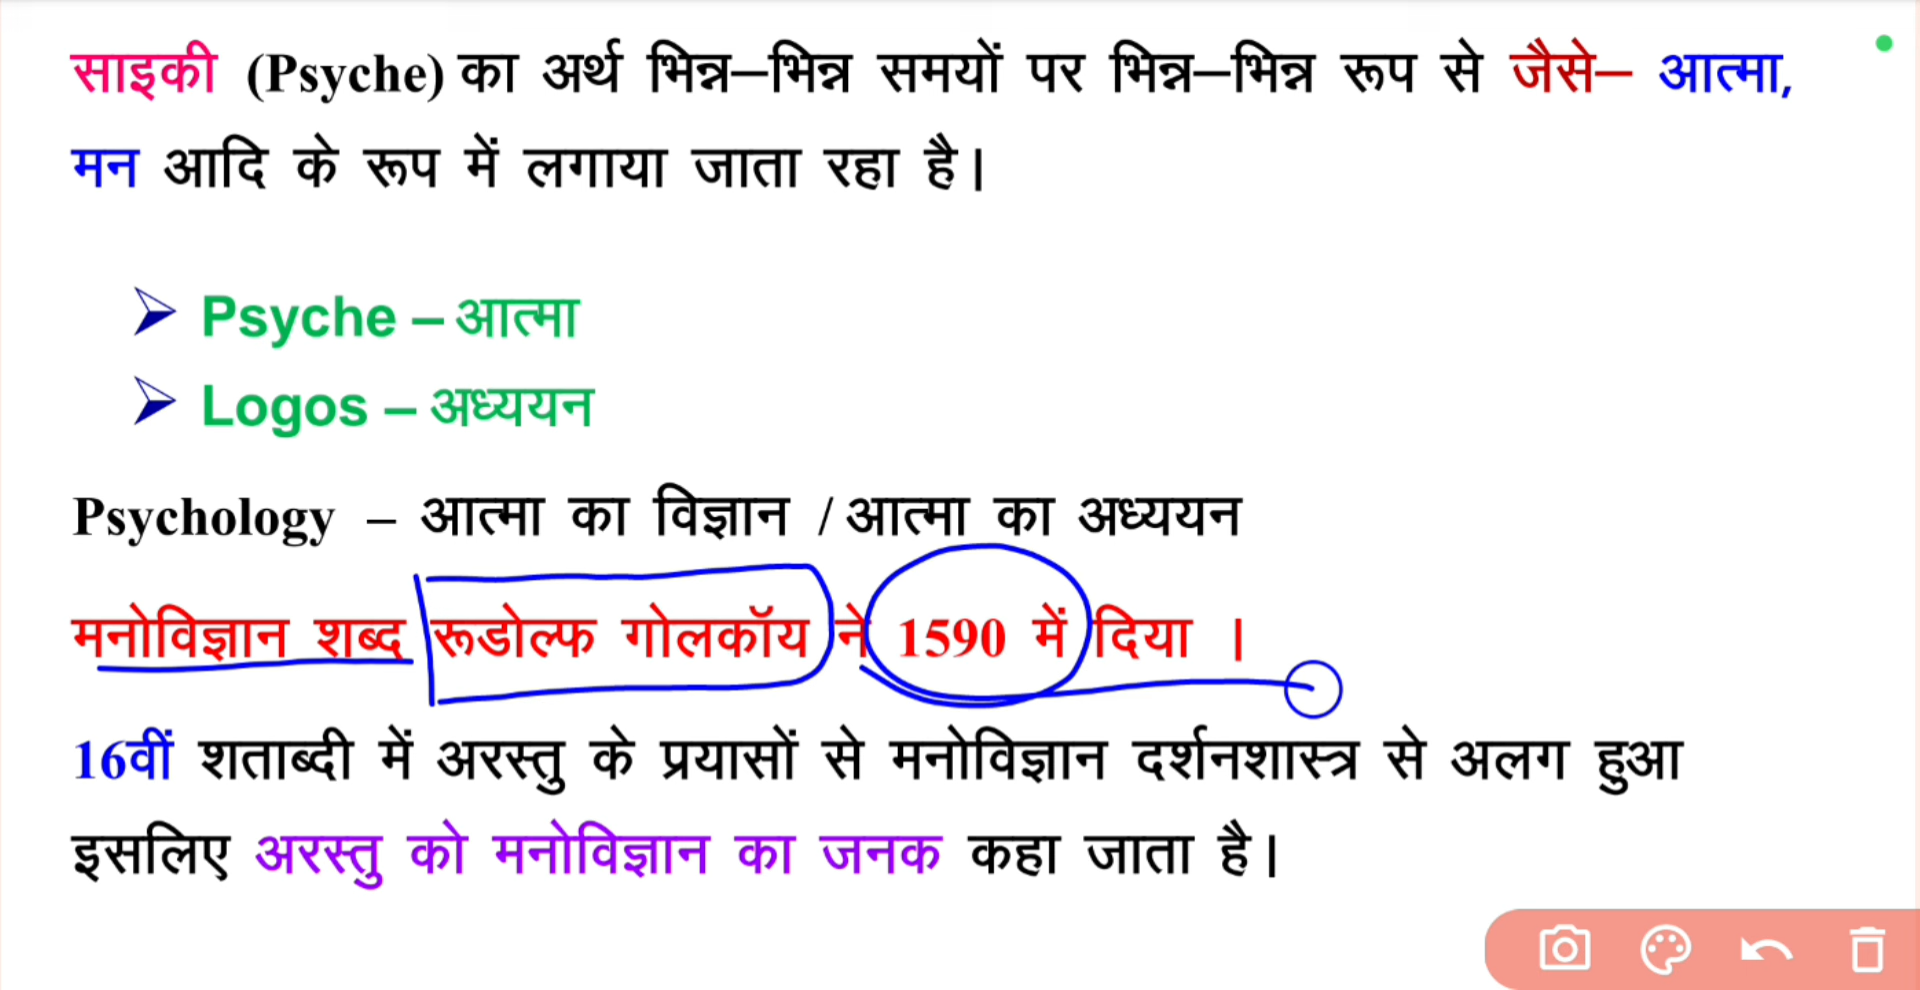 साइकी (Psyche) का अर्थ भिन्न–भिन्न समयों पर भिन्न–भिन्न रूप से जैसे– आत्मा,
मन आदि के रूप में लगाया जाता रहा है।
Psyche – आत्मा
Logos – अध्ययन
Psychology – आत्मा का विज्ञान / आत्मा का अध्ययन
मनोविज्ञान शब्द रूडोल्फ गोलकॉय ने 1590 में दिया ।
16वीं शताब्दी में अरस्तु के प्रयासों से मनोविज्ञान दर्शनशास्त्र से अलग हुआ
इसलिए अरस्तु को मनोविज्ञान का जनक कहा जाता है।